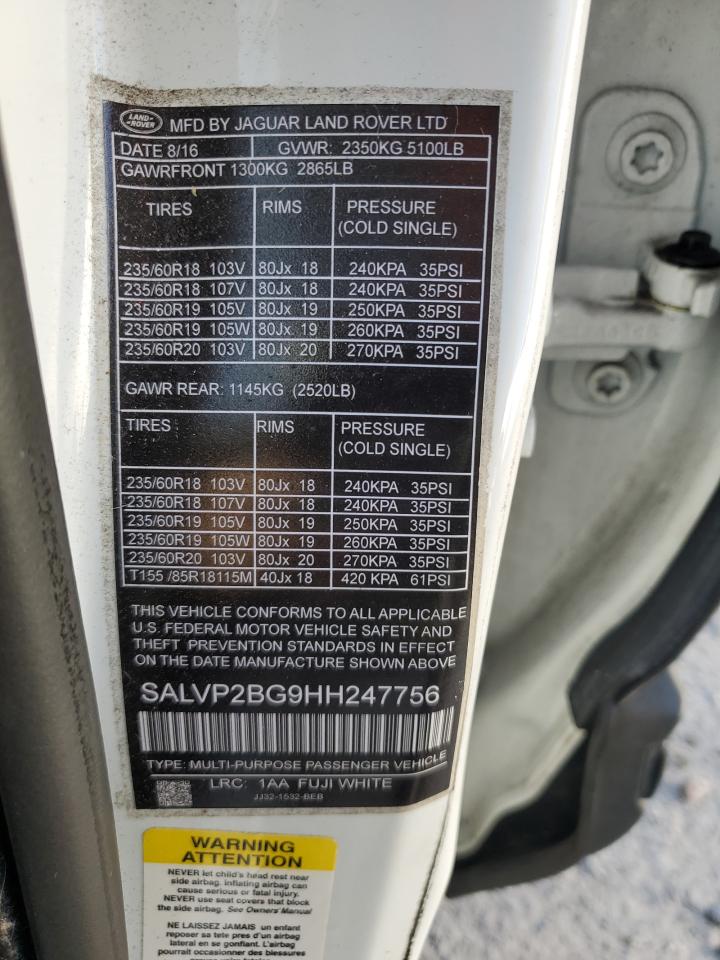 LAND-
ROVER
MFD BY JAGUAR LAND ROVER LTD
DATE 8/16 GVWR: 2350KG 5100LB
GAWRFRONT 1300KG 2865LB
TIRES RIMS PRESSURE
(COLD SINGLE)
235/60R18 103V 80Jx 18 240KPA 35PSI
235/60R18 107V 80Jx 18 240KPA 35PSI
235/60R19 105V 80Jx 19 250KPA 35PSI
235/60R19 105W 80Jx 19 260KPA 35PSI
235/60R20 103V 80Jx 20 270KPA 35PSI
GAWR REAR: 1145KG (2520LB)
TIRES RIMS PRESSURE
(COLD SINGLE)
235/60R18 103V 80Jx 18 240KPA 35PSI
235/60R18 107V 80Jx 18 240KPA 35PSI
235/60R19 105V 80Jx 19 250KPA 35PSI
235/60R19 105W 80Jx 19 260KPA 35PSI
235/60R20 103V 80Jx 20 270KPA 35PSI
T155 /85R18115M 40Jx18 420 KPA 61PSI
THIS VEHICLE CONFORMS TO ALL APPLICABLE
U.S. FEDERAL MOTOR VEHICLE SAFETY AND
THEFT PREVENTION STANDARDS IN EFFECT
ON THE DATE OF MANUFACTURE SHOWN ABOVE
SALVP2BG9HH247756
TYPE: MULTI-PURPOSE PASSENGER VEHICLE
LRC: 1AA FUJI WHITE
JJ32-1532-BEB
WARNING
ATTENTION
NEVER let child's head rest near
side airbag, inflating airbag can
cause serious or fatal injury.
NEVER use seat covers that block
the side airbag. See Owners Manual
NE LAISSEZ JAMAIS un enfant
reposer sa tete pres d'un airbag
lateral en se gonflant. L'airbag
pourrait occasionner des blessures